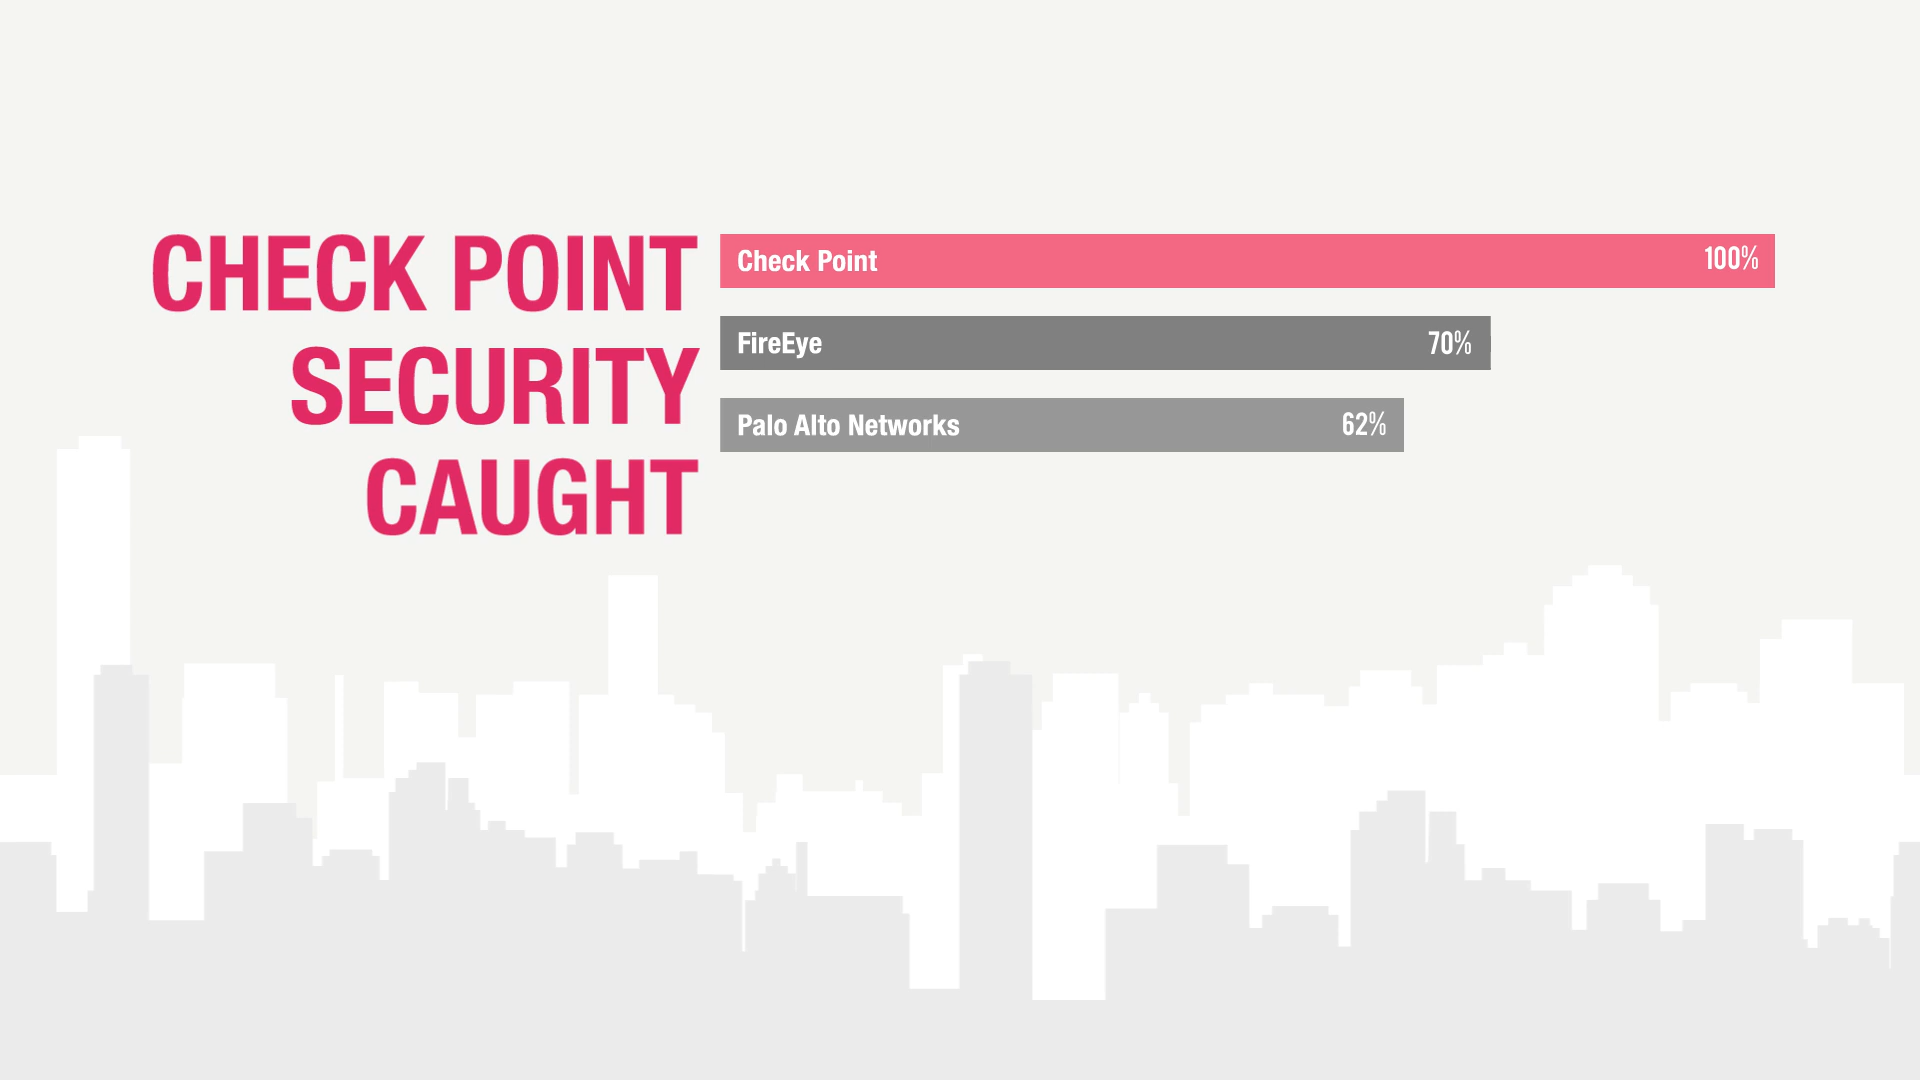 CHECK POINT
SECURITY
CAUGHT
Check Point 100%
FireEye 70%
Palo Alto Networks 62%